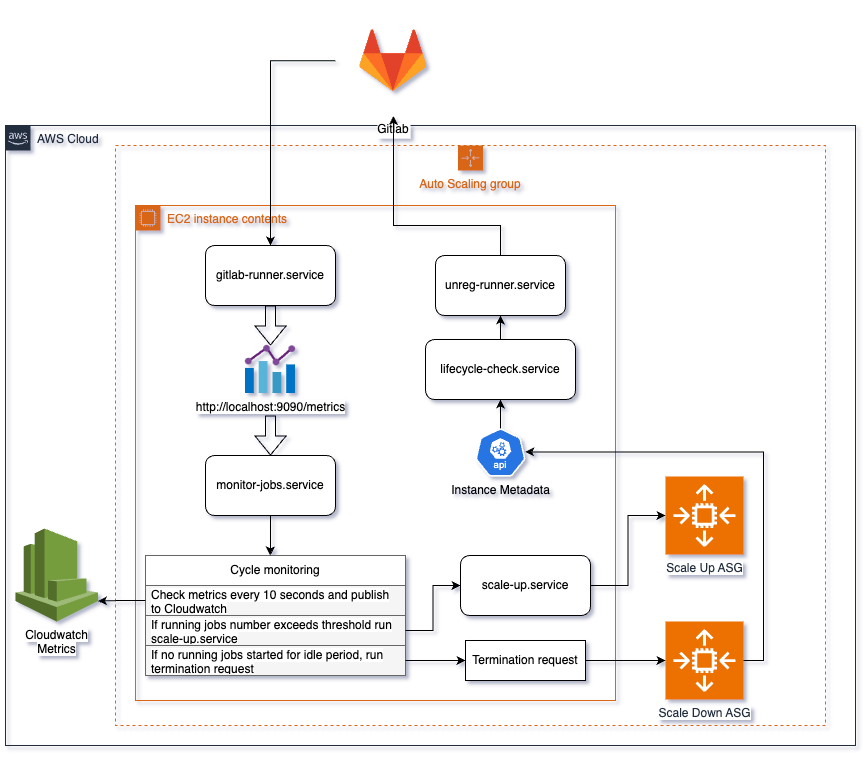 Gitlab
aws
AWS Cloud
Auto Scaling group
EC2 instance contents
gitlab-runner.service
unreg-runner.service
lifecycle-check.service
http://localhost:9090/metrics
api
Instance Metadata
monitor-jobs.service
Cycle monitoring
Check metrics every 10 seconds and publish
to Cloudwatch
If running jobs number exceeds threshold run
scale-up.service
If no running jobs started for idle period, run
termination request
scale-up.service
Termination request
Scale Up ASG
Scale Down ASG
Cloudwatch
Metrics